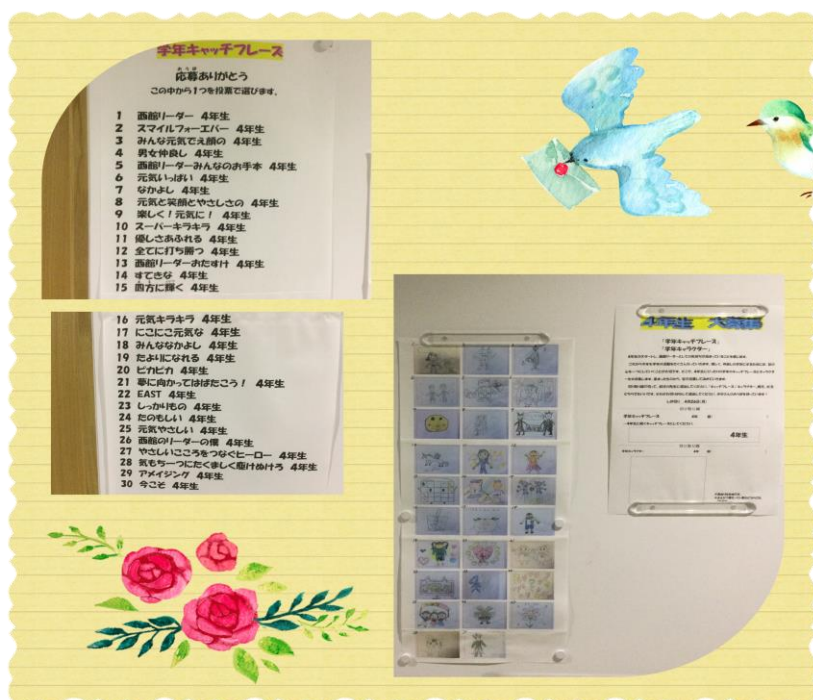 学年キャッチフレーズ
応募ありがとう
この中から1つを投票で選びます。
1 西館リーダー 4年生
2 スマイルフォーエバー 4年生
3 みんな元気でえ顔の 4年生
4 男女仲良し 4年生
5 西館リーダーみんなのお手本 4年生
6 元気いっぱい 4年生
7 なかよし 4年生
8 元気と笑顔とやさしさの 4年生
9 楽しく!元気に! 4年生
10 スーパーキラキラ 4年生
11 優しさあふれる 4年生
12 全てに打ち勝つ 4年生
13 西館リーダーおたすけ 4年生
14 すてきな 4年生
15 四方に輝く 4年生
16 元気キラキラ 4年生
17 にこにこ元気な 4年生
18 みんななかよし 4年生
19 たよりになれる 4年生
20 ピカピカ 4年生
21 夢に向かってはばたこう! 4年生
22 EAST 4年生
23 しっかりもの 4年生
24 たのもしい 4年生
25 元気やさしい 4年生
26 西館のリーダーの僕 4年生
27 やさしいこころをつなぐヒーロー 4年生
28 気もち一つにたくましく駆けぬけろ 4年生
29 アメイジング 4年生
30 今こそ 4年生
4年生 大募集
「学年キャッチフレーズ」
「学年キャラクター」
4年生